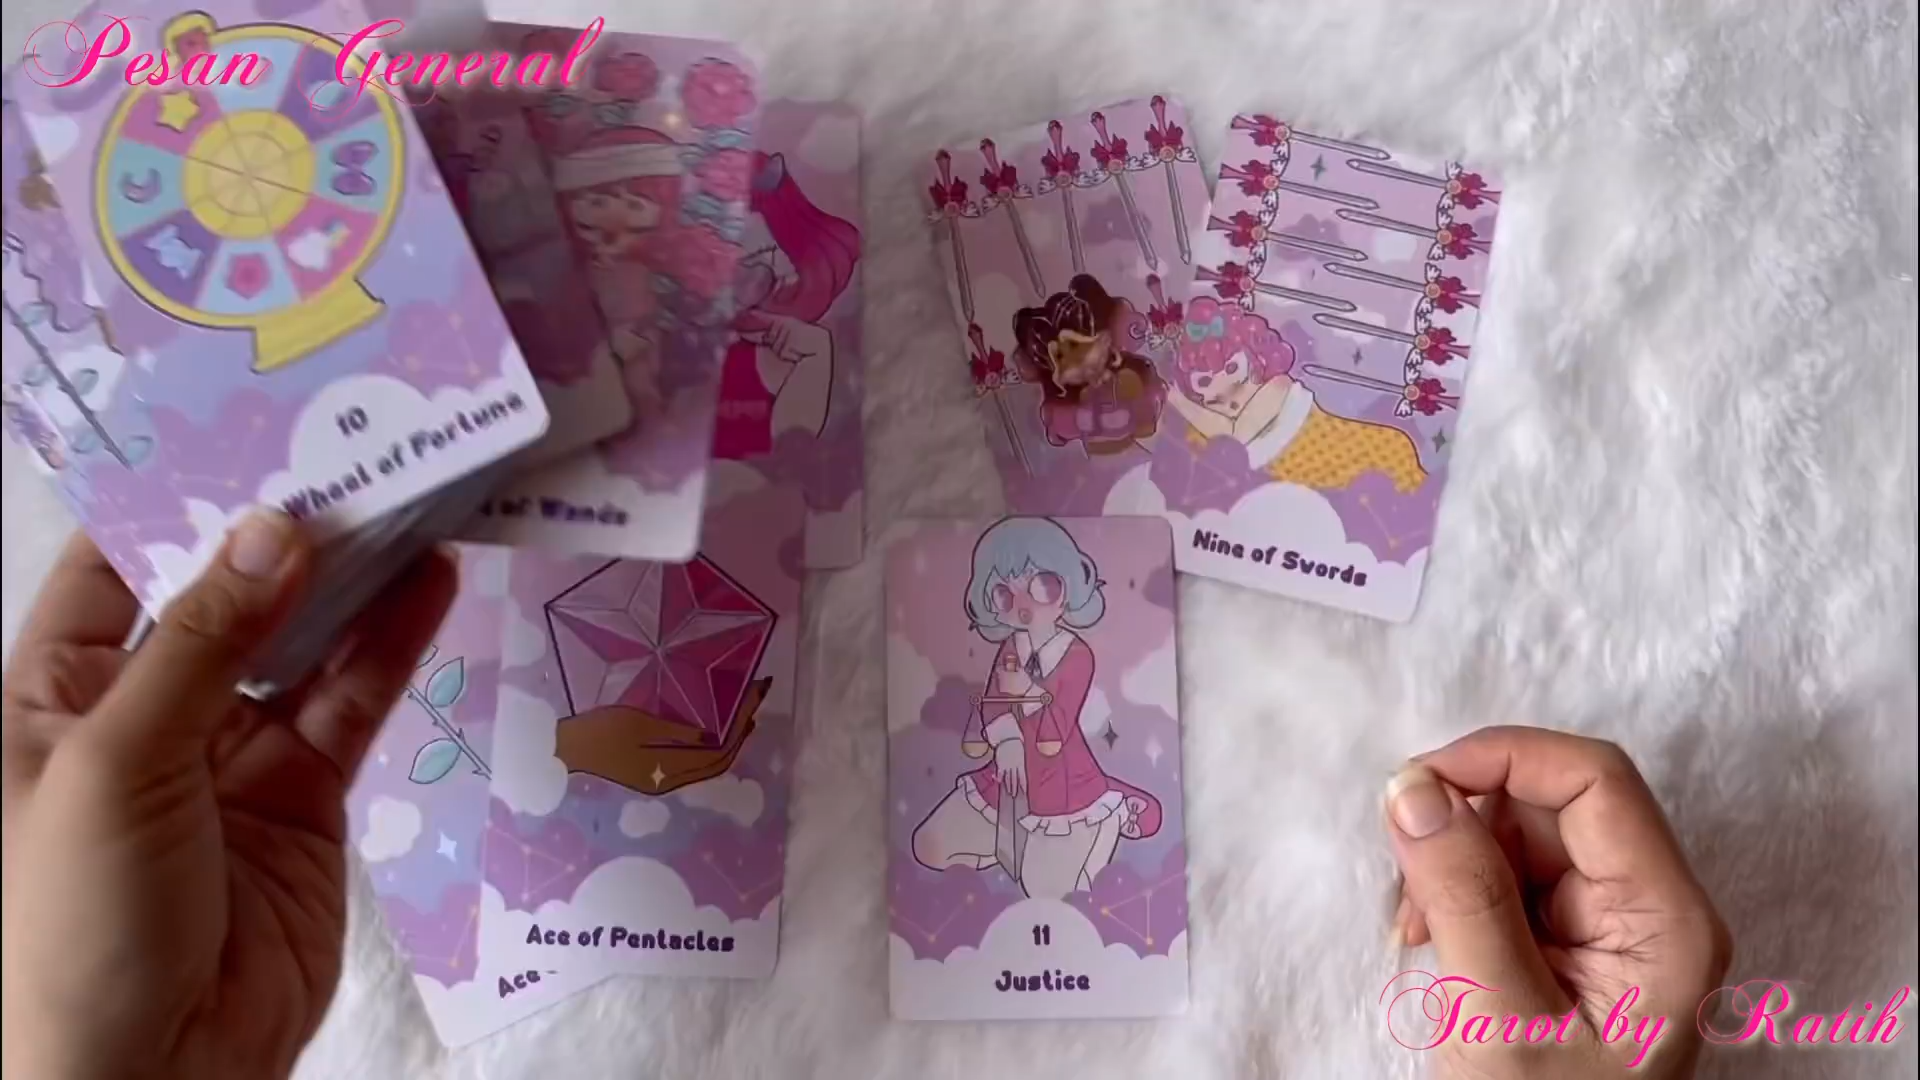 Pesan General
10
Wheel of Fortune
of Wands
Nine of Swords
Ace of Pentacles
Ace
11
Justice
Tarot by Ratih